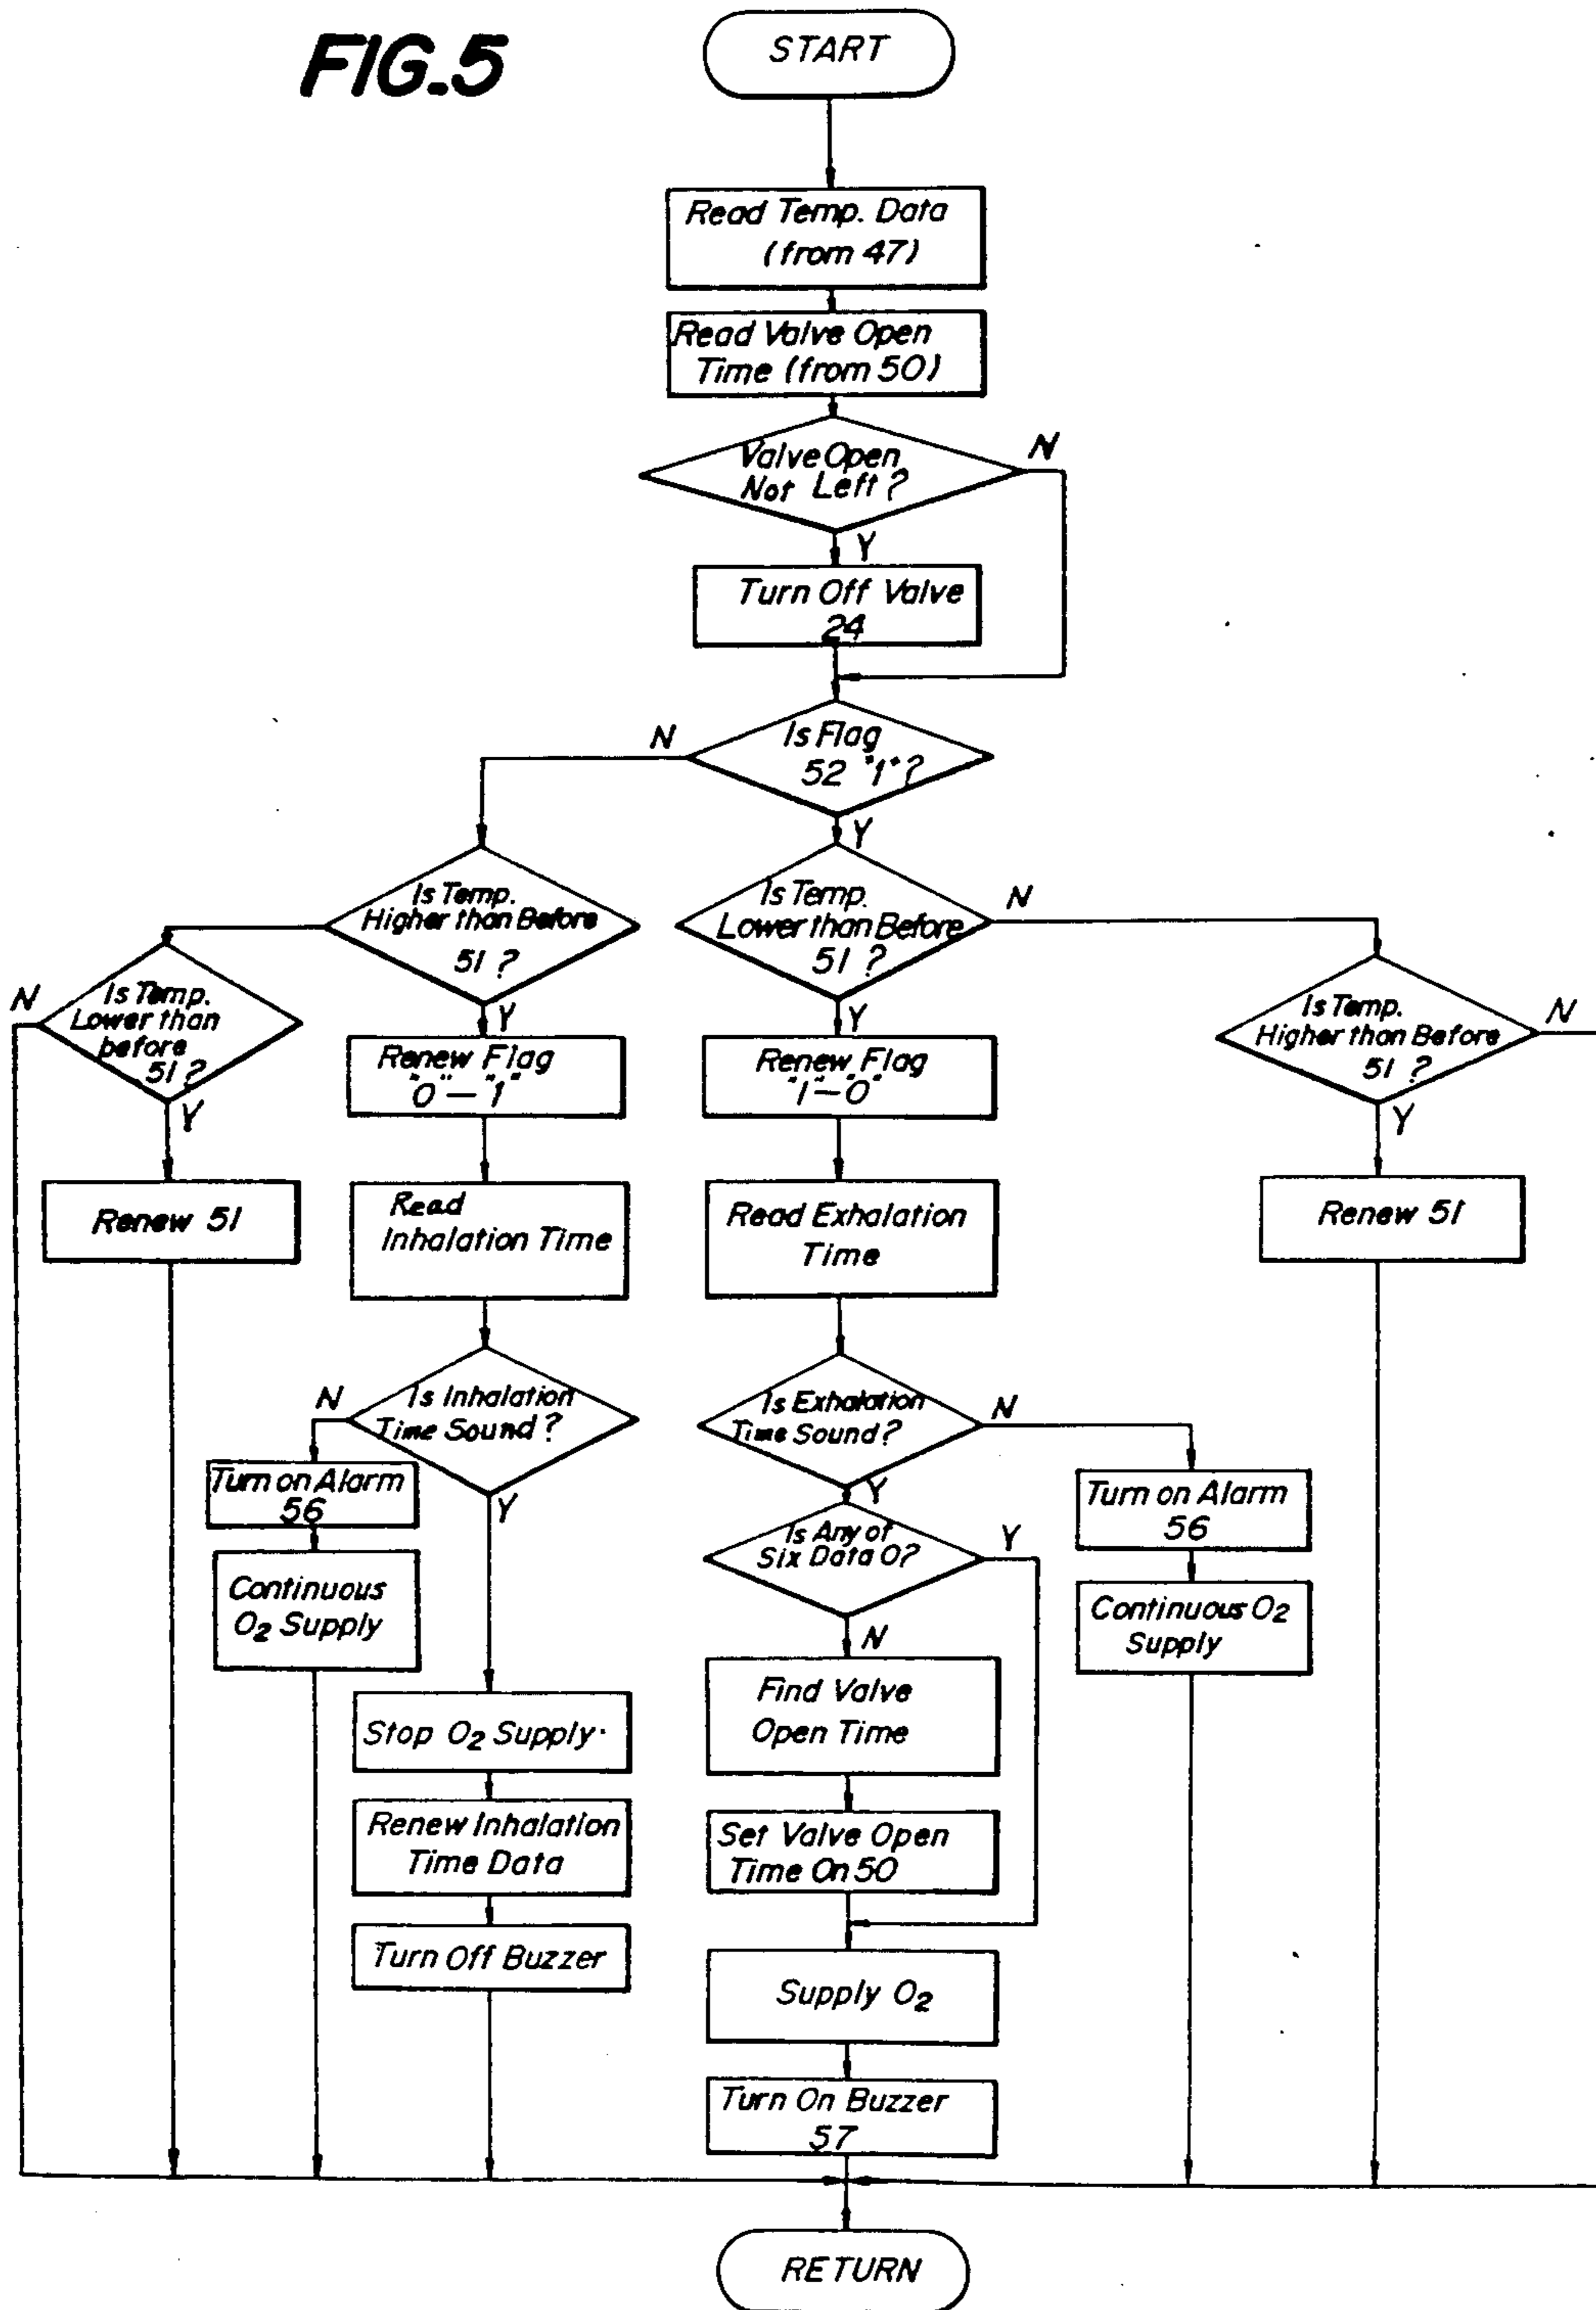 FIG.5
START
Read Temp. Data
(from 47)
Read Valve Open
Time (from 50)
Valve Open
Not Left?
N
Y
Turn Off Valve
24
Is Flag
52 "1"?
N
Y
Is Temp.
Higher than Before
51?
Y
Is Temp.
Lower than Before
51?
N
Y
Is Temp.
Lower than
before
51?
N
Y
Is Temp.
Higher than Before
51?
N
Y
Renew Flag
"0"—"1"
Renew Flag
"1"—"0"
Renew 51
Read
Inhalation Time
Read Exhalation
Time
Renew 51
Is Inhalation
Time Sound?
N
Y
Is Exhalation
Time Sound?
N
Y
Turn on Alarm
56
Continuous
O2 Supply
Is Any of
Six Data 0?
Y
N
Turn on Alarm
56
Continuous O2
Supply
Stop O2 Supply.
Renew Inhalation
Time Data
Turn Off Buzzer
Find Valve
Open Time
Set Valve Open
Time On 50
Supply O2
Turn On Buzzer
57
RETURN